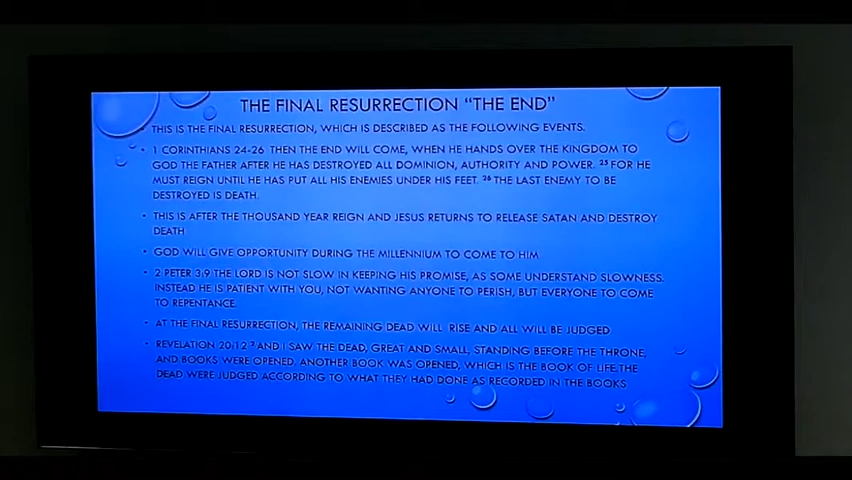 THE FINAL RESURRECTION “THE END”
• THIS IS THE FINAL RESURRECTION, WHICH IS DESCRIBED AS THE FOLLOWING EVENTS.
• 1 CORINTHIANS 24-26 THEN THE END WILL COME, WHEN HE HANDS OVER THE KINGDOM TO
GOD THE FATHER AFTER HE HAS DESTROYED ALL DOMINION, AUTHORITY AND POWER. 25 FOR HE
MUST REIGN UNTIL HE HAS PUT ALL HIS ENEMIES UNDER HIS FEET. 26 THE LAST ENEMY TO BE
DESTROYED IS DEATH.
• THIS IS AFTER THE THOUSAND YEAR REIGN AND JESUS RETURNS TO RELEASE SATAN AND DESTROY
DEATH
• GOD WILL GIVE OPPORTUNITY DURING THE MILLENNIUM TO COME TO HIM
• 2 PETER 3,9 THE LORD IS NOT SLOW IN KEEPING HIS PROMISE, AS SOME UNDERSTAND SLOWNESS.
INSTEAD HE IS PATIENT WITH YOU, NOT WANTING ANYONE TO PERISH, BUT EVERYONE TO COME
TO REPENTANCE
• AT THE FINAL RESURRECTION, THE REMAINING DEAD WILL RISE AND ALL WILL BE JUDGED
• REVELATION 20:12 2 AND I SAW THE DEAD, GREAT AND SMALL, STANDING BEFORE THE THRONE,
AND BOOKS WERE OPENED. ANOTHER BOOK WAS OPENED, WHICH IS THE BOOK OF LIFE.THE
DEAD WERE JUDGED ACCORDING TO WHAT THEY HAD DONE AS RECORDED IN THE BOOKS